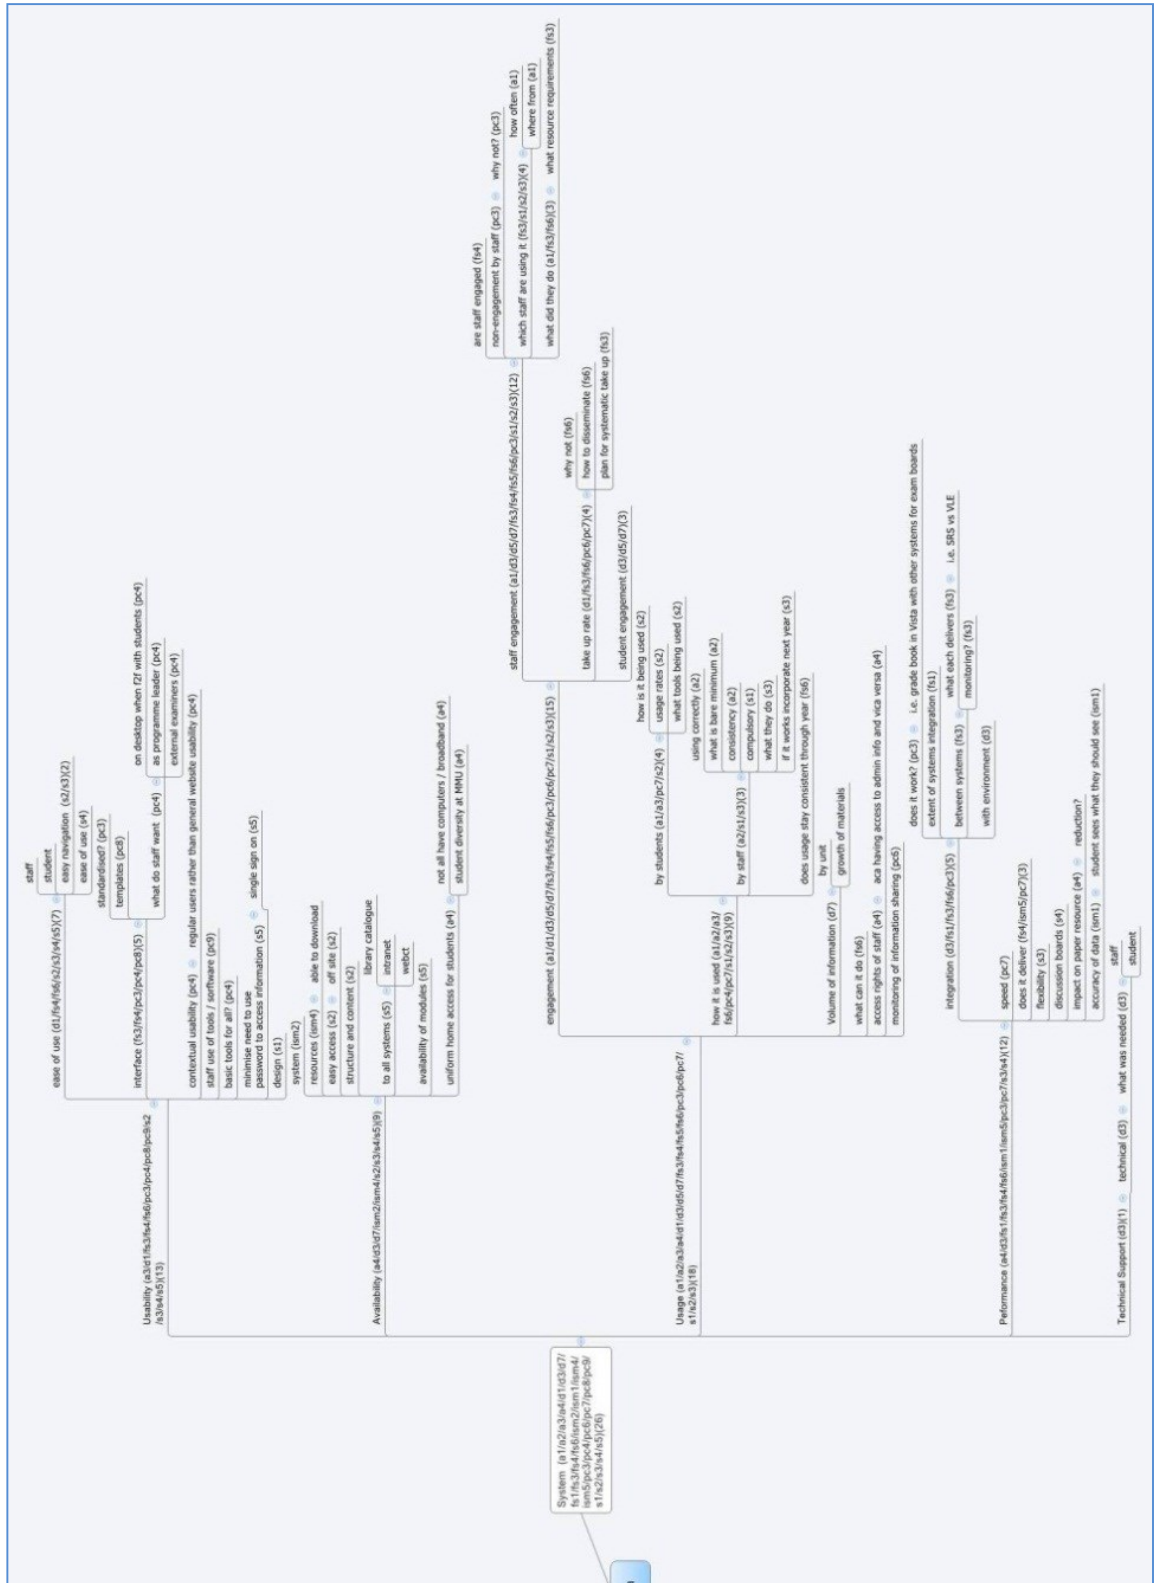 System (a1/a2/a3/a4/d1/d3/d7/
fs1/fs3/fs4/fs6/ism2/ism1/ism4/
ism5/pc3/pc4/pc6/pc7/pc8/pc9/
s1/s2/s3/s4/s5)(26)
Usability (a3/d1/fs3/fs4/fs6/pc3/pc4/pc8/pc9/s2
/s3/s4/s5)(13)
ease of use (d1/fs4/fs6/s2/s3/s4/s5)(7)
staff
student
easy navigation (s2/s3)(2)
ease of use (s4)
interface (fs3/fs4/pc3/pc4/pc8)(5)
standardised? (pc3)
templates (pc8)
what do staff want (pc4)
on desktop when f2f with students (pc4)
as programme leader (pc4)
external examiners (pc4)
contextual usability (pc4)
regular users rather than general website usability (pc4)
staff use of tools / sorftware (pc9)
basic tools for all? (pc4)
minimise need to use
password to access information (s5)
single sign on (s5)
design (s1)
Availability (a4/d3/d7/ism2/ism4/s2/s3/s4/s5)(9)
system (ism2)
resources (ism4)
able to download
easy access (s2)
off site (s2)
structure and content (s2)
to all systems (s5)
library catalogue
intranet
webct
availability of modules (s5)
uniform home access for students (a4)
not all have computers / broadband (a4)
student diversity at MMU (a4)
Usage (a1/a2/a3/a4/d1/d3/d5/d7/fs3/fs4/fs5/fs6/pc3/pc6/pc7/
s1/s2/s3)(18)
engagement (a1/d1/d3/d5/d7/fs3/fs4/fs5/fs6/pc3/pc6/pc7/s1/s2/s3)(15)
staff engagement (a1/d3/d5/d7/fs3/fs4/fs5/fs6/pc3/s1/s2/s3)(12)
are staff engaged (fs4)
non-engagement by staff (pc3)
why not? (pc3)
which staff are using it (fs3/s1/s2/s3)(4)
how often (a1)
where from (a1)
what did they do (a1/fs3/fs6)(3)
what resource requirements (fs3)
take up rate (d1/fs3/fs6/pc6/pc7)(4)
why not (fs6)
how to disseminate (fs6)
plan for systematic take up (fs3)
student engagement (d3/d5/d7)(3)
how it is used (a1/a2/a3/
fs6/pc4/pc7/s1/s2/s3)(9)
by students (a1/a3/pc7/s2)(4)
how is it being used (s2)
usage rates (s2)
what tools being used (s2)
by staff (a2/s1/s3)(3)
using correctly (a2)
what is bare minimum (a2)
consistency (a2)
compulsory (s1)
what they do (s3)
if it works incorporate next year (s3)
does usage stay consistent through year (fs6)
Volume of information (d7)
by unit
growth of materials
what can it do (fs6)
access rights of staff (a4)
aca having access to admin info and vica versa (a4)
monitoring of information sharing (pc6)
Peformance (a4/d3/fs1/fs3/fs4/fs6/ism1/ism5/pc3/pc7/s3/s4)(12)
integration (d3/fs1/fs3/fs6/pc3)(5)
does it work? (pc3)
i.e. grade book in Vista with other systems for exam boards
extent of systems integration (fs1)
between systems (fs3)
what each delivers (fs3)
i.e. SRS vs VLE
monitoring? (fs3)
with environment (d3)
speed (pc7)
does it deliver (fs4/ism5/pc7)(3)
flexibility (s3)
discussion boards (s4)
impact on paper resource (a4)
reduction?
accuracy of data (ism1)
student sees what they should see (ism1)
Technical Support (d3)(1)
technical (d3)
what was needed (d3)
staff
student